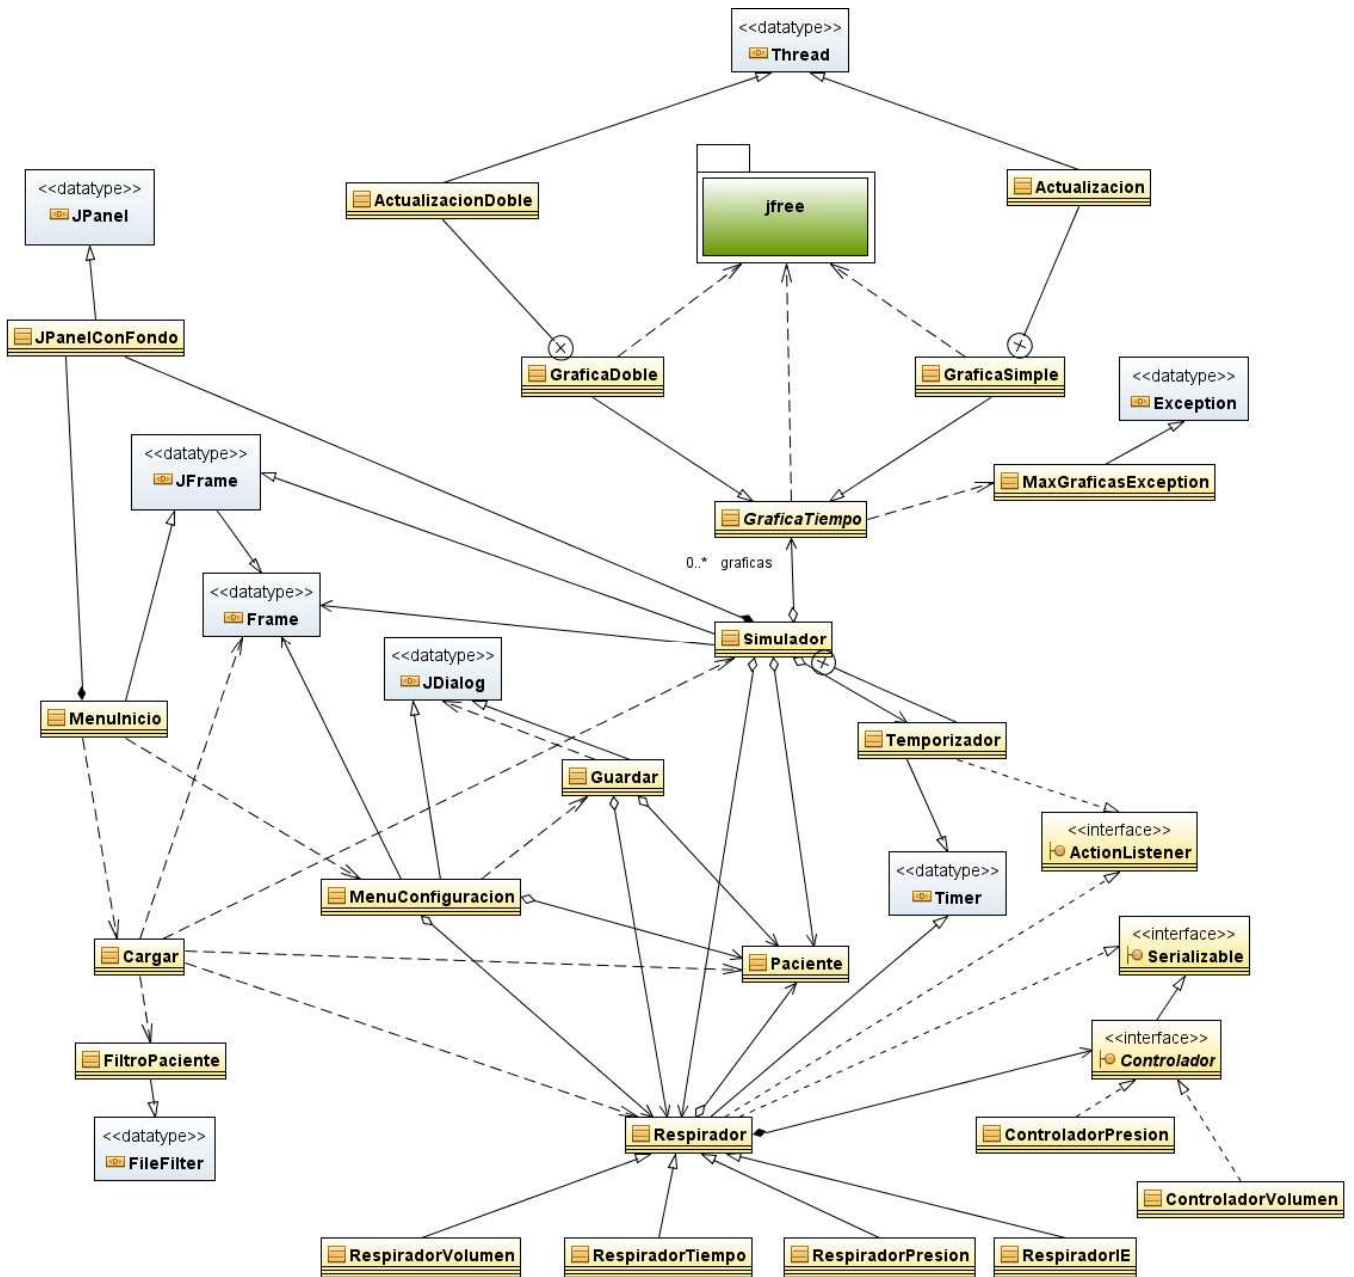 <<datatype>>
Thread
<<datatype>>
JPanel
ActualizacionDoble
jfree
Actualizacion
JPanelConFondo
GraficaDoble
GraficaSimple
<<datatype>>
Exception
<<datatype>>
JFrame
MaxGraficasException
GraficaTiempo
0..* graficas
<<datatype>>
Frame
Simulador
<<datatype>>
JDialog
MenuInicio
Temporizador
Guardar
<<interface>>
ActionListener
<<datatype>>
Timer
MenuConfiguracion
<<interface>>
Serializable
Cargar
Paciente
<<interface>>
Controlador
FiltroPaciente
Respirador
ControladorPresion
<<datatype>>
FileFilter
ControladorVolumen
RespiradorVolumen
RespiradorTiempo
RespiradorPresion
RespiradorIE